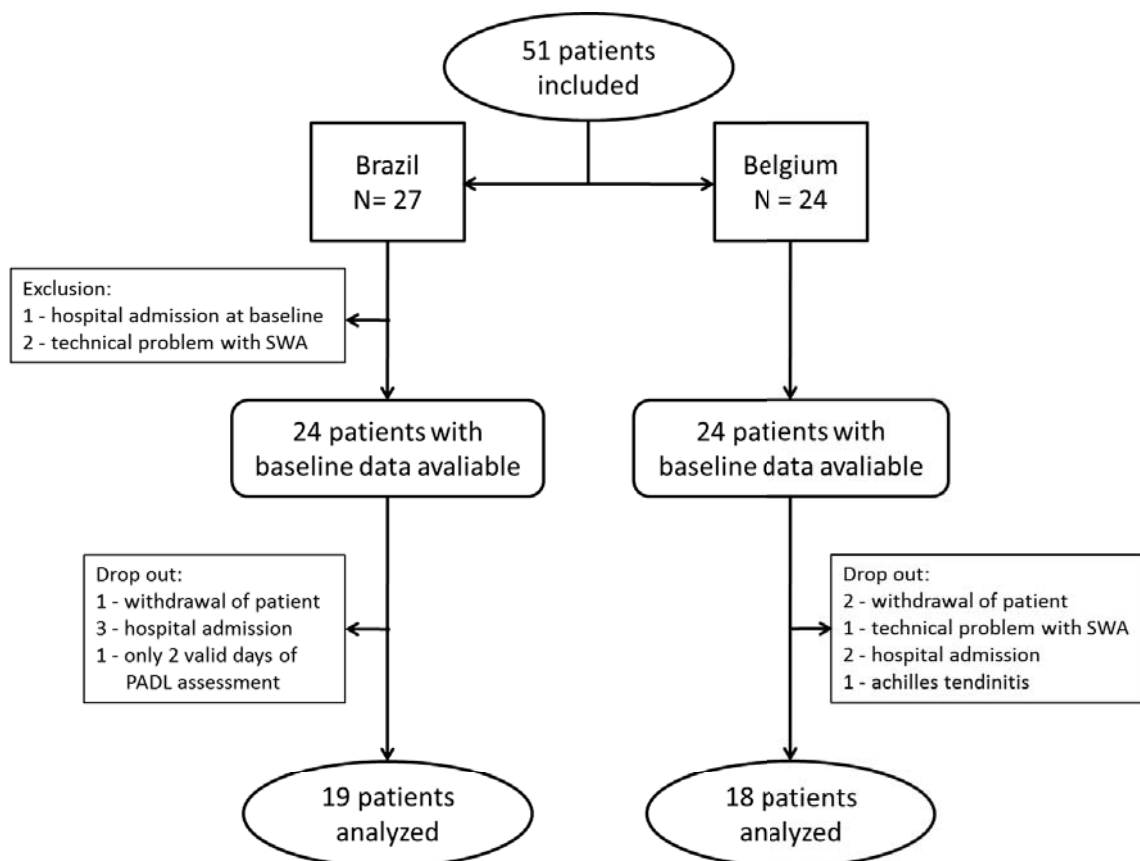 51 patients
included
Brazil
N= 27
Belgium
N = 24
Exclusion:
1 - hospital admission at baseline
2 - technical problem with SWA
24 patients with
baseline data avaliable
24 patients with
baseline data avaliable
Drop out:
1 - withdrawal of patient
3 - hospital admission
1 - only 2 valid days of
PADL assessment
Drop out:
2 - withdrawal of patient
1 - technical problem with SWA
2 - hospital admission
1 - achilles tendinitis
19 patients
analyzed
18 patients
analyzed